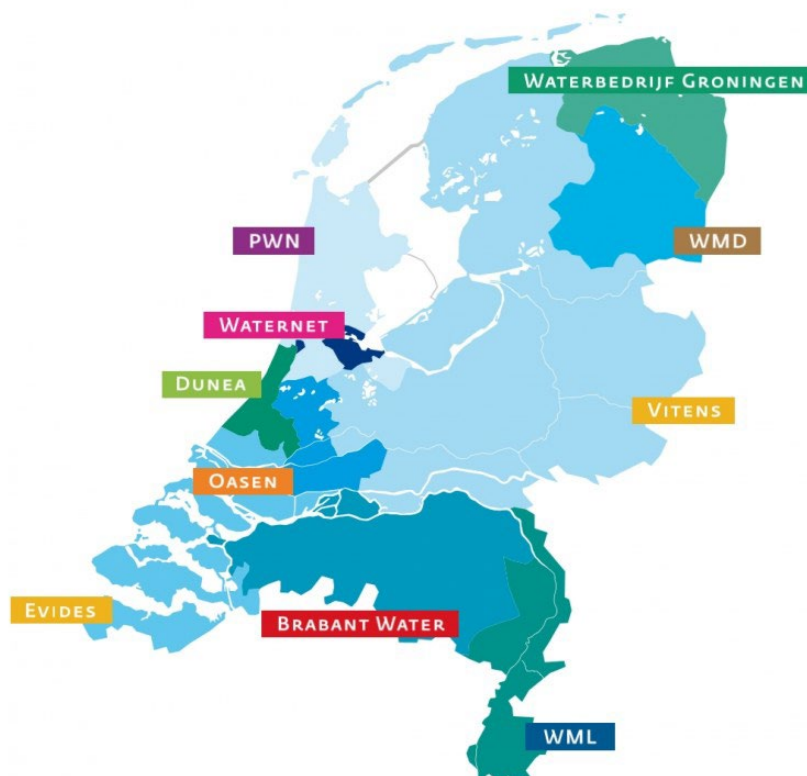 WATERBEDRIJF GRONINGEN
PWN
WMD
WATERNET
DUNEA
VITENS
OASEN
EVIDES
BRABANT WATER
WML